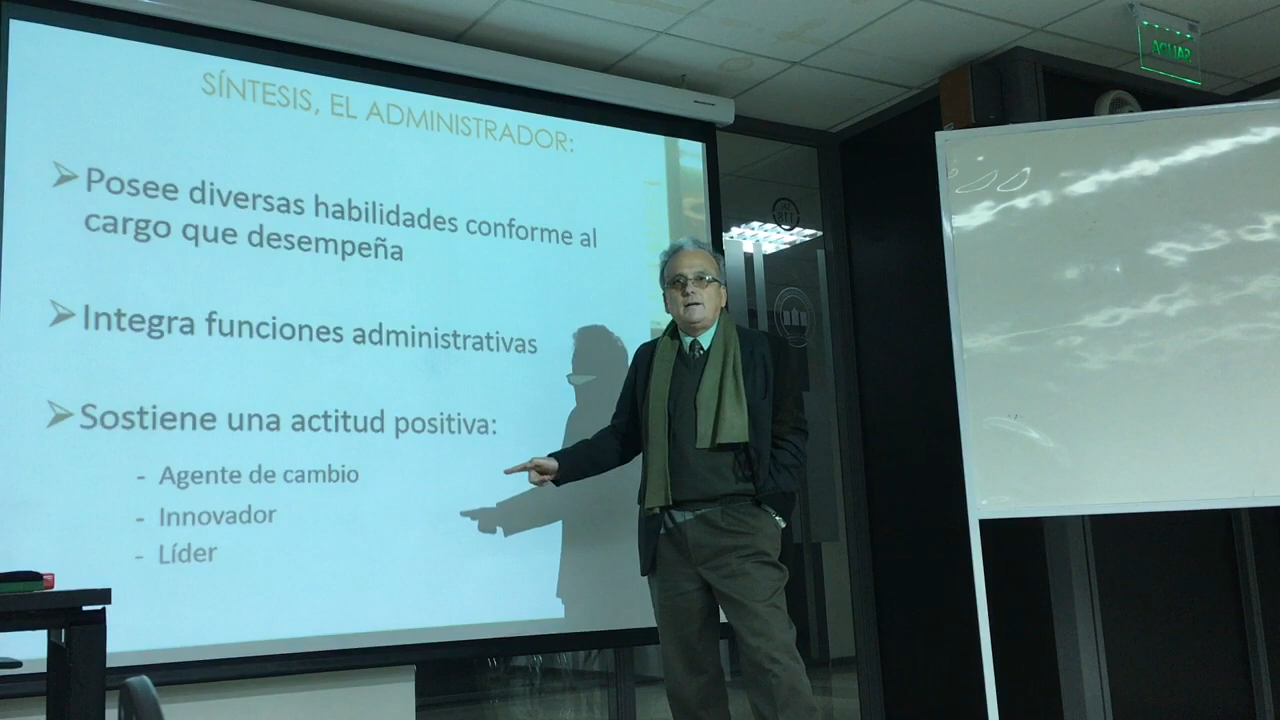 SÍNTESIS, EL ADMINISTRADOR:
Posee diversas habilidades conforme al
cargo que desempeña
Integra funciones administrativas
Sostiene una actitud positiva:
- Agente de cambio
- Innovador
- Líder
SALIDA